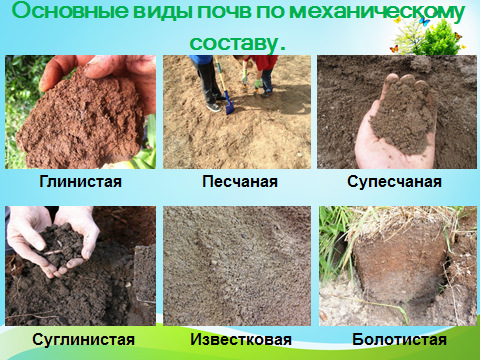 Основные виды почв по механическому
составу.
Глинистая Песчаная Супесчаная
Суглинистая Известковая Болотистая